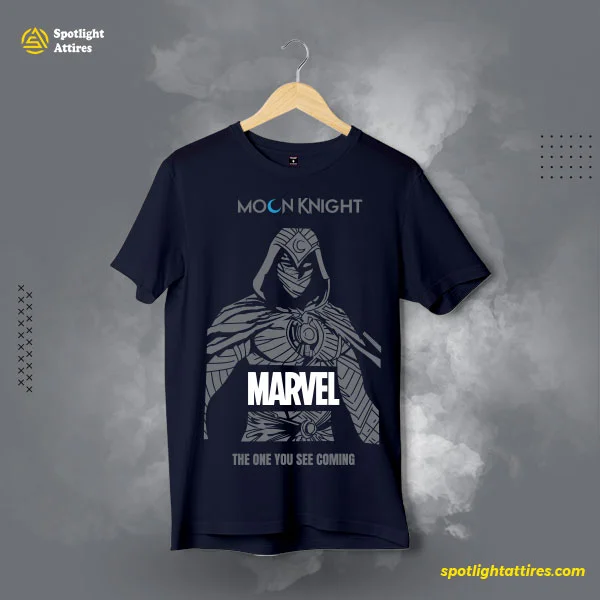 Spotlight
Attires
MOON KNIGHT
MARVEL
THE ONE YOU SEE COMING
spotlightattires.com